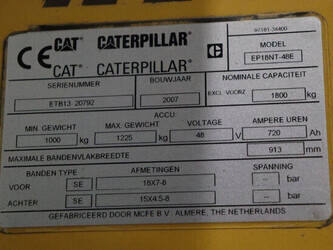 97161-34400
CE CAT CATERPILLAR MODEL
CAT CATERPILLAR EP18NT-48E
SERIENUMMER BOUWJAAR NOMINALE CAPACITEIT
ETB13 20792 2007 EXCL. VOORZ. 1800 kg
ACCU
MIN. GEWICHT MAX. GEWICHT VOLTAGE AMPERE UREN
1000 kg 1225 kg 48 V 720 Ah
MAXIMALE BANDENVLAKBREEDTE 913 mm
BANDEN TYPE AFMETINGEN SPANNING
VOOR SE 18X7-8 -- bar
ACHTER SE 15X4.5-8 -- bar
GEFABRICEERD DOOR MCFE B.V. ALMERE, THE NETHERLANDS